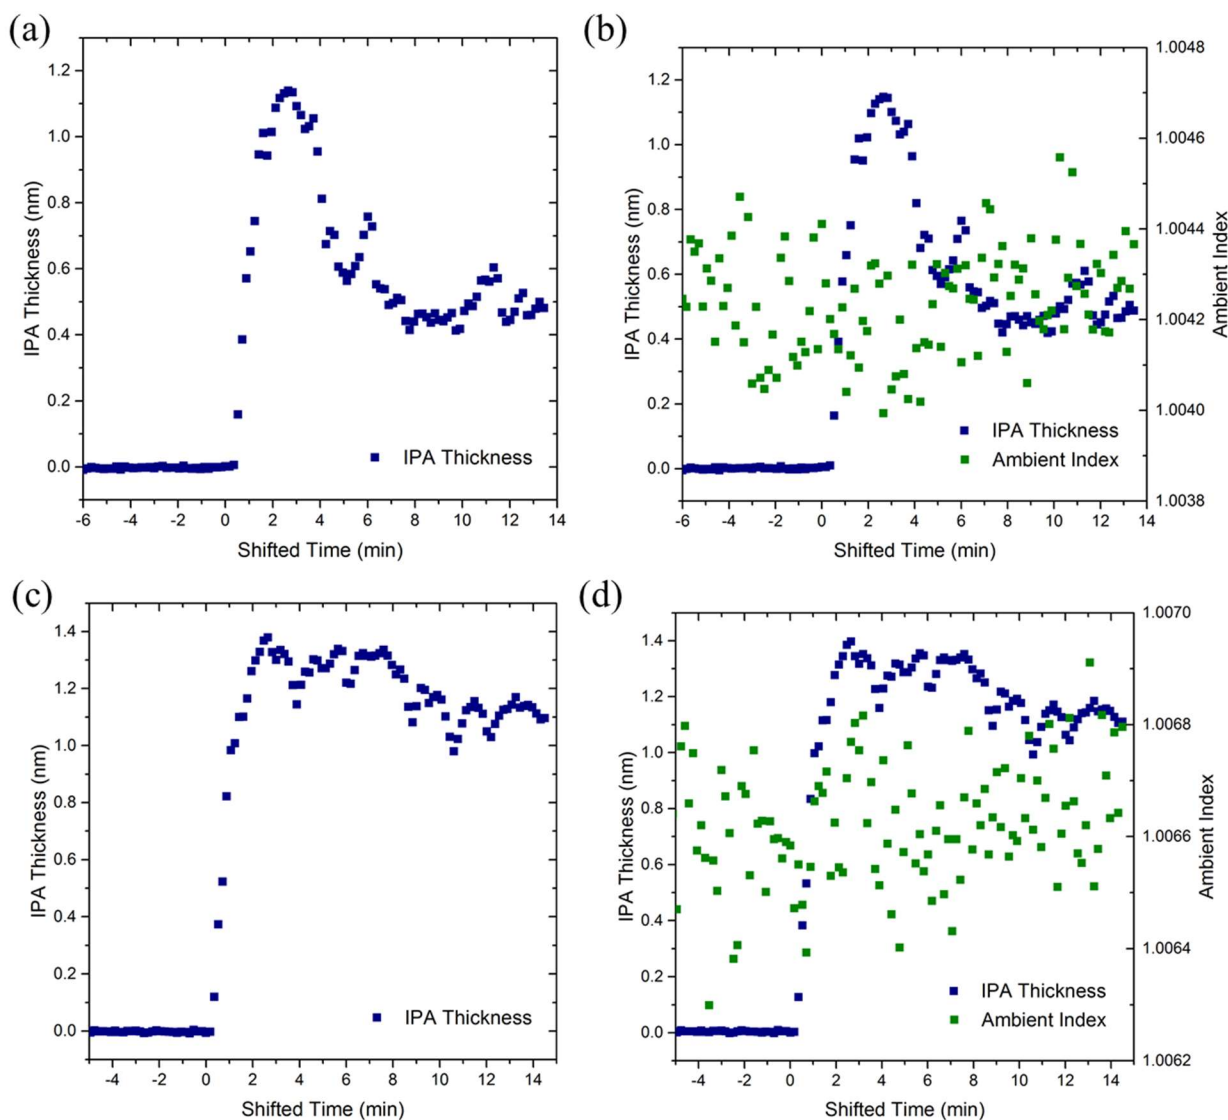 (a)
IPA Thickness (nm)
1.2
1.0
0.8
0.6
0.4
0.2
0.0
IPA Thickness
-6 -4 -2 0 2 4 6 8 10 12 14
Shifted Time (min)
(b)
IPA Thickness (nm)
1.2
1.0
0.8
0.6
0.4
0.2
0.0
1.0048
1.0046
1.0044
1.0042
1.0040
1.0038
Ambient Index
IPA Thickness
Ambient Index
-6 -4 -2 0 2 4 6 8 10 12 14
Shifted Time (min)
(c)
IPA Thickness (nm)
1.4
1.2
1.0
0.8
0.6
0.4
0.2
0.0
IPA Thickness
-4 -2 0 2 4 6 8 10 12 14
Shifted Time (min)
(d)
IPA Thickness (nm)
1.4
1.2
1.0
0.8
0.6
0.4
0.2
0.0
1.0070
1.0068
1.0066
1.0064
1.0062
Ambient Index
IPA Thickness
Ambient Index
-4 -2 0 2 4 6 8 10 12 14
Shifted Time (min)